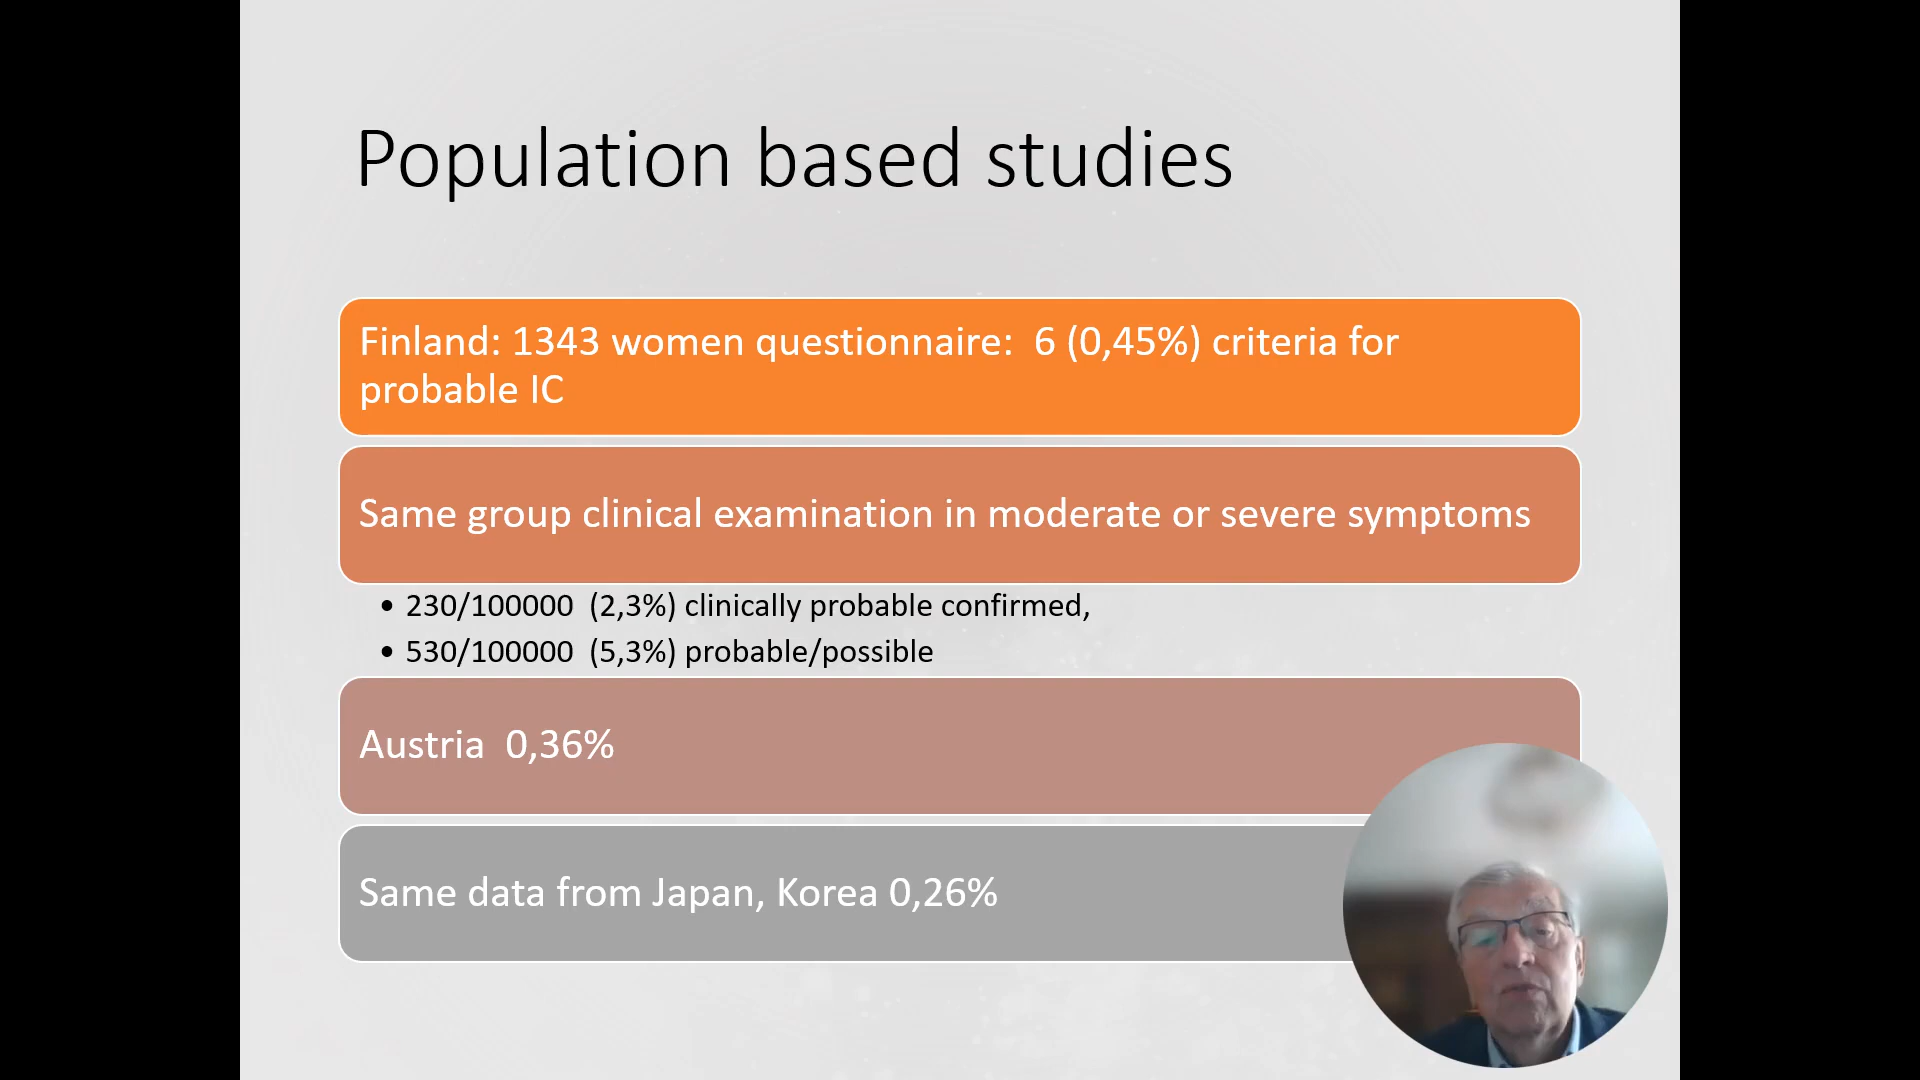 Population based studies
Finland: 1343 women questionnaire:  6 (0,45%) criteria for
probable IC
Same group clinical examination in moderate or severe symptoms
• 230/100000  (2,3%) clinically probable confirmed,
• 530/100000  (5,3%) probable/possible
Austria  0,36%
Same data from Japan, Korea 0,26%